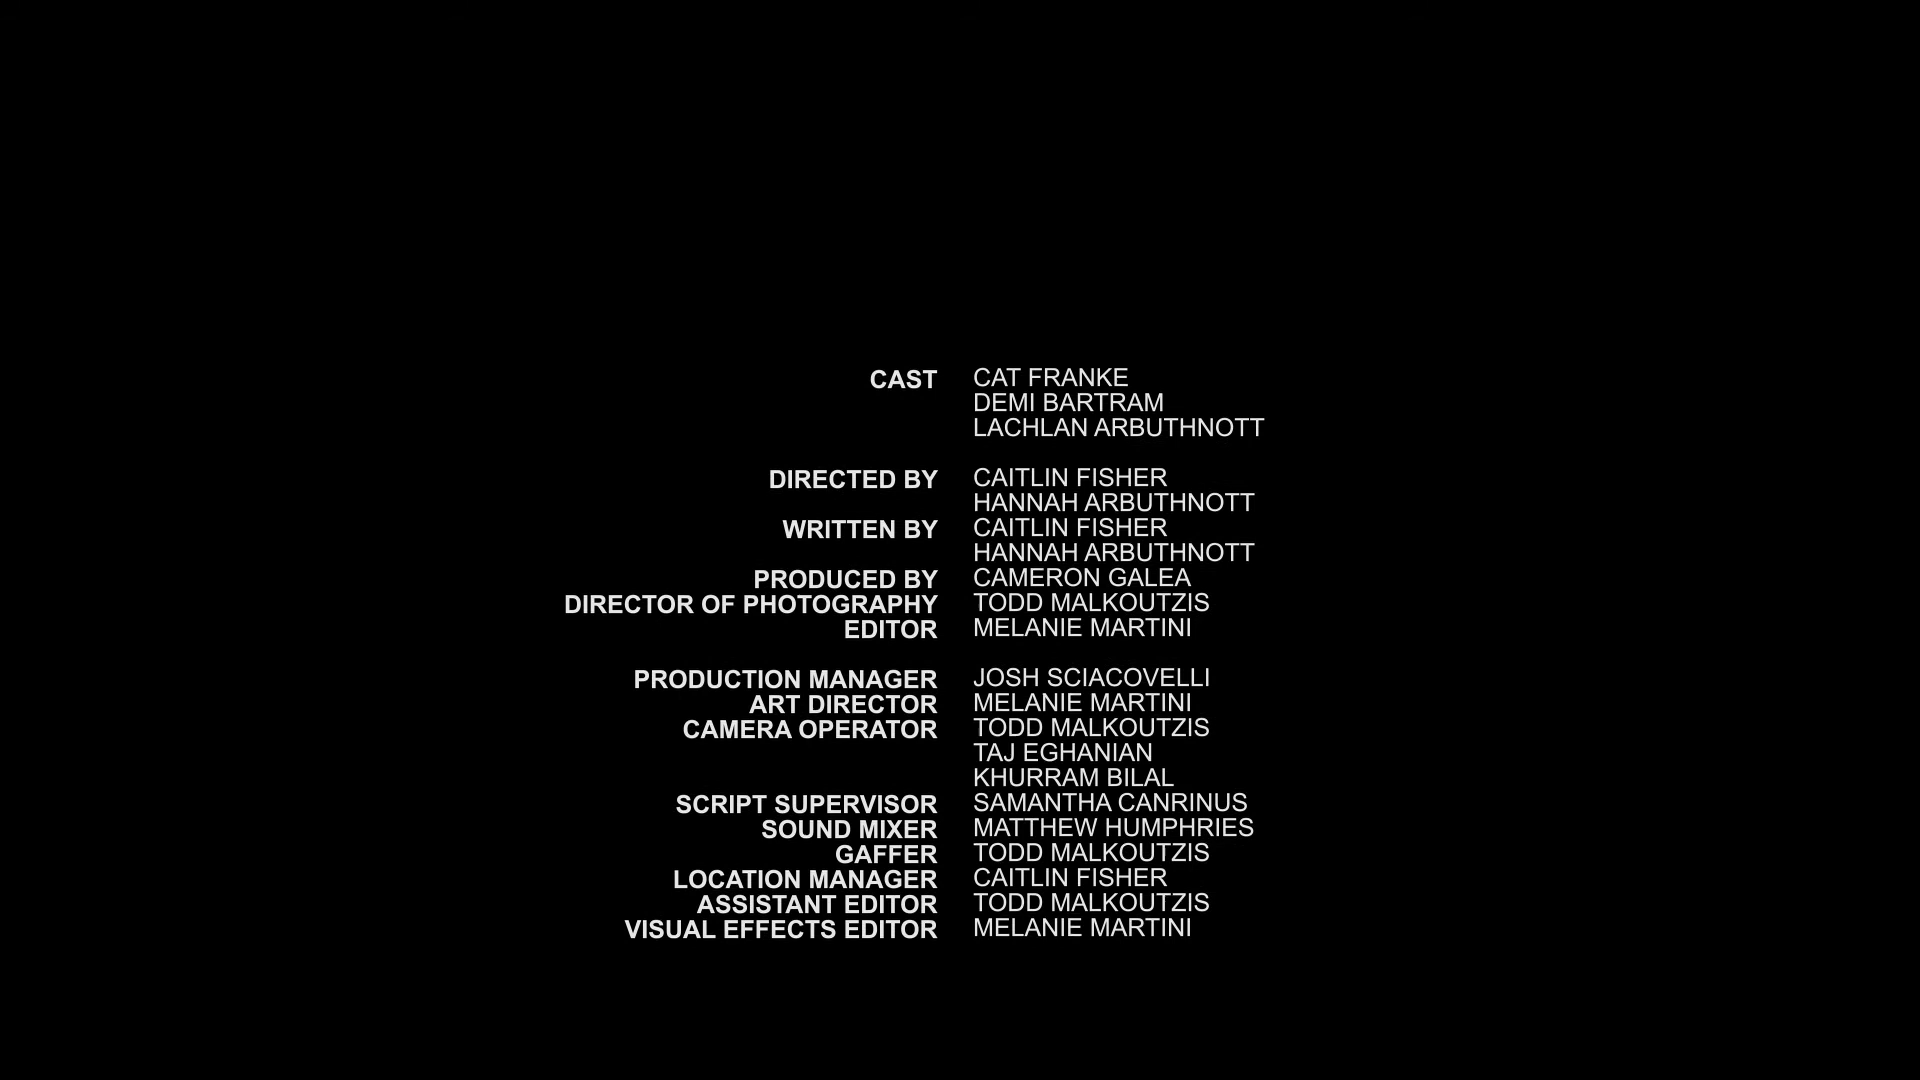 CAST CAT FRANKE
DEMI BARTRAM
LACHLAN ARBUTHNOTT
DIRECTED BY CAITLIN FISHER
HANNAH ARBUTHNOTT
WRITTEN BY CAITLIN FISHER
HANNAH ARBUTHNOTT
PRODUCED BY CAMERON GALEA
DIRECTOR OF PHOTOGRAPHY TODD MALKOUTZIS
EDITOR MELANIE MARTINI
PRODUCTION MANAGER JOSH SCIACOVELLI
ART DIRECTOR MELANIE MARTINI
CAMERA OPERATOR TODD MALKOUTZIS
TAJ EGHANIAN
KHURRAM BILAL
SCRIPT SUPERVISOR SAMANTHA CANRINUS
SOUND MIXER MATTHEW HUMPHRIES
GAFFER TODD MALKOUTZIS
LOCATION MANAGER CAITLIN FISHER
ASSISTANT EDITOR TODD MALKOUTZIS
VISUAL EFFECTS EDITOR MELANIE MARTINI